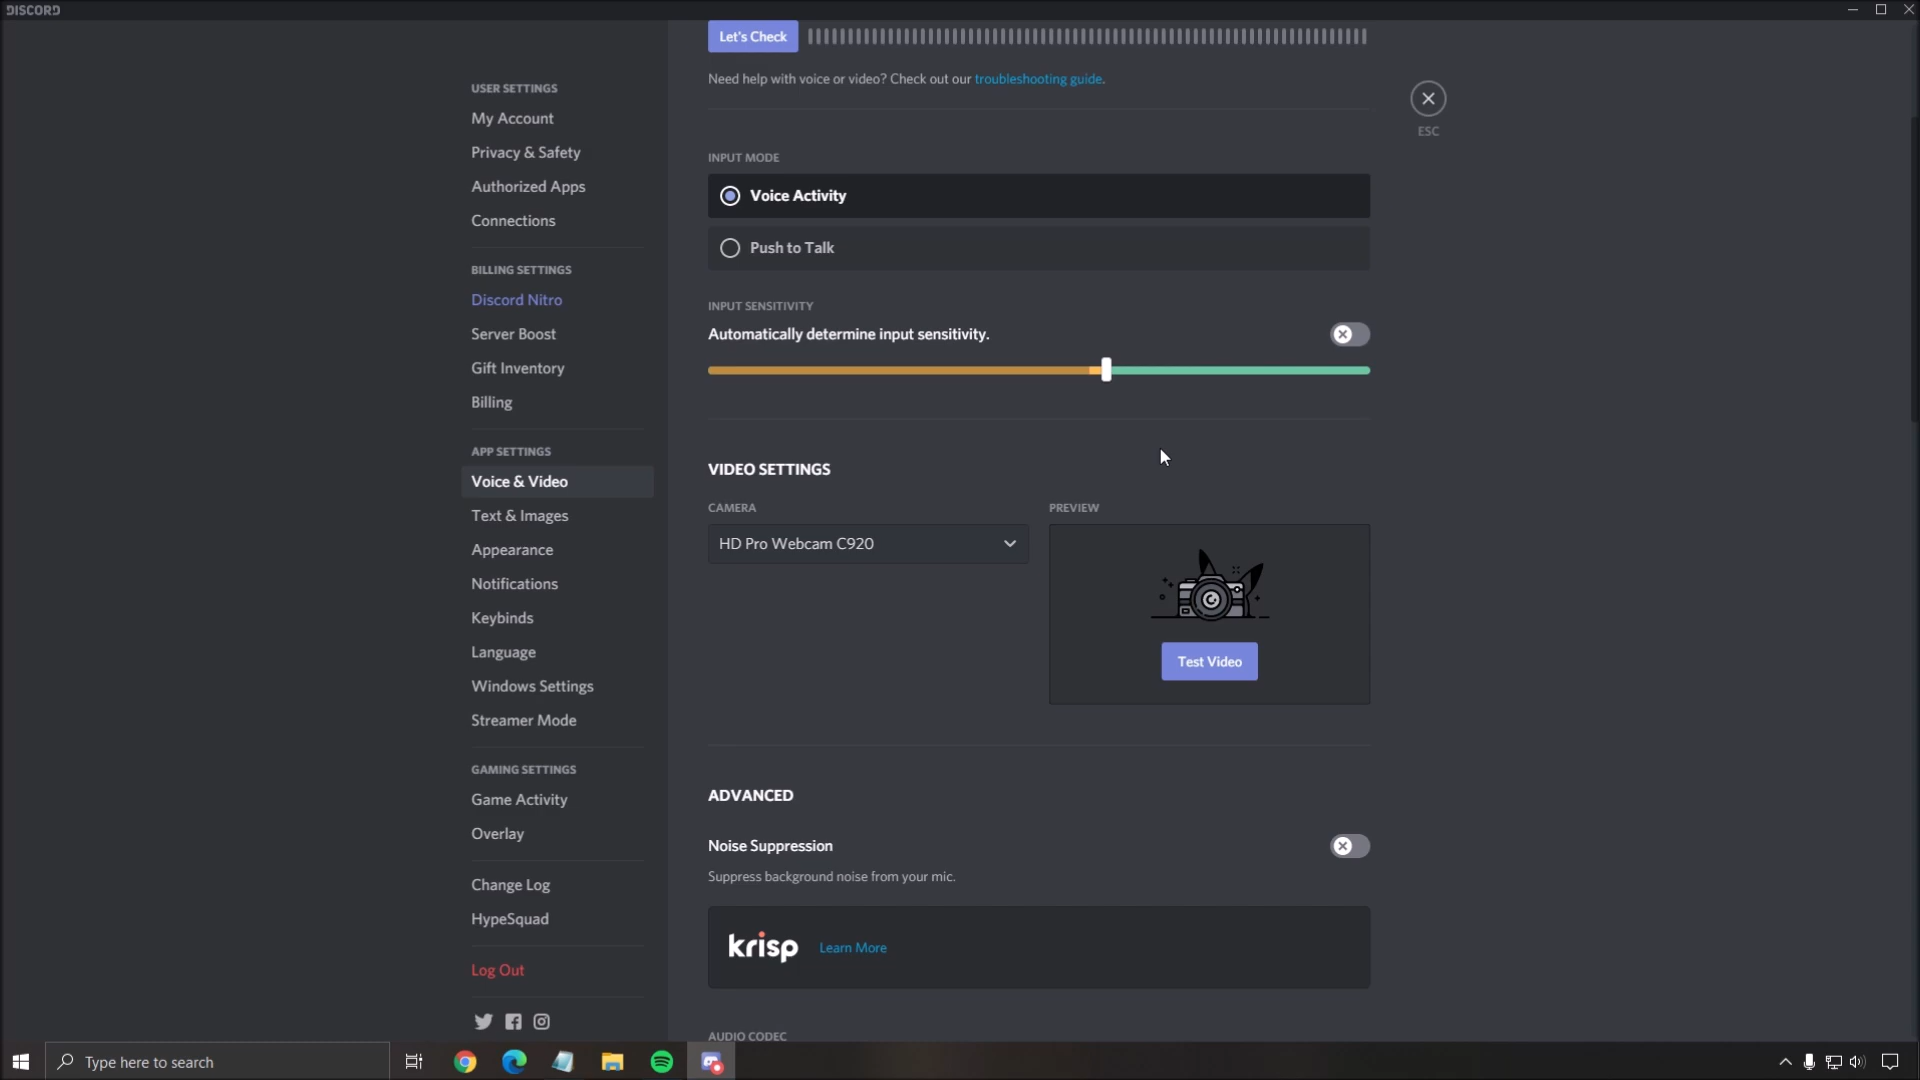 DISCORD
USER SETTINGS
My Account
Privacy & Safety
Authorized Apps
Connections
BILLING SETTINGS
Discord Nitro
Server Boost
Gift Inventory
Billing
APP SETTINGS
Voice & Video
Text & Images
Appearance
Notifications
Keybinds
Language
Windows Settings
Streamer Mode
GAMING SETTINGS
Game Activity
Overlay
Change Log
HypeSquad
Log Out
Let's Check
Need help with voice or video? Check out our troubleshooting guide.
ESC
INPUT MODE
Voice Activity
Push to Talk
INPUT SENSITIVITY
Automatically determine input sensitivity.
VIDEO SETTINGS
CAMERA
HD Pro Webcam C920
PREVIEW
Test Video
ADVANCED
Noise Suppression
Suppress background noise from your mic.
krisp Learn More
AUDIO CODEC
Type here to search